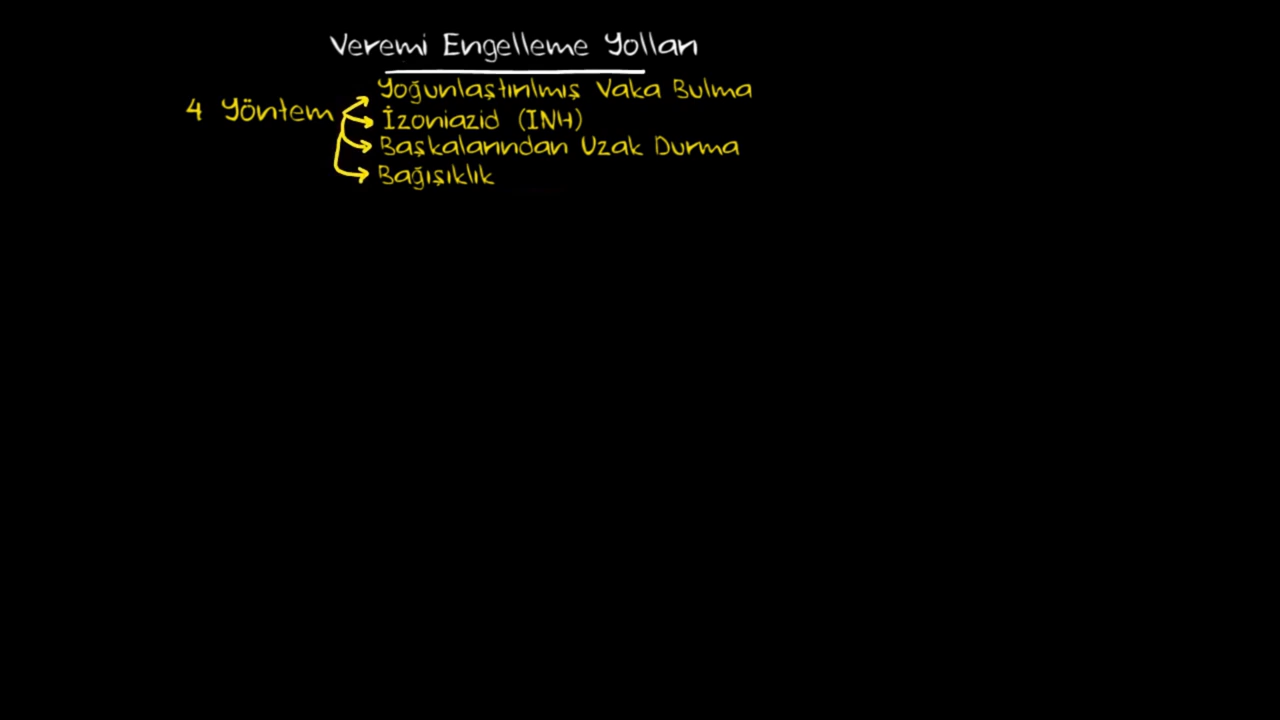 Veremi Engelleme Yolları
4 Yöntem
Yoğunlaştırılmış Vaka Bulma
İzoniazid (INH)
Başkalarından Uzak Durma
Bağışıklık